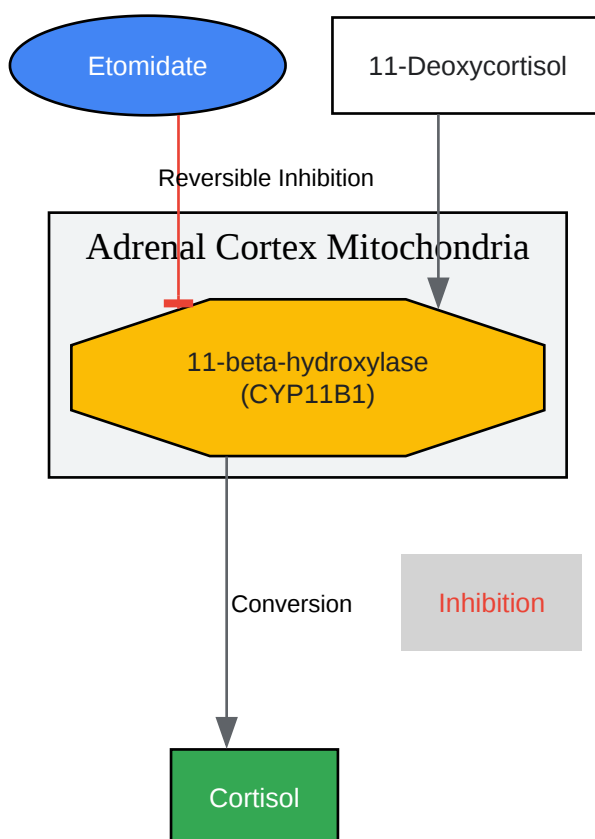 Etomidate
11-Deoxycortisol
Reversible Inhibition
Adrenal Cortex Mitochondria
11-beta-hydroxylase
(CYP11B1)
Conversion
Inhibition
Cortisol